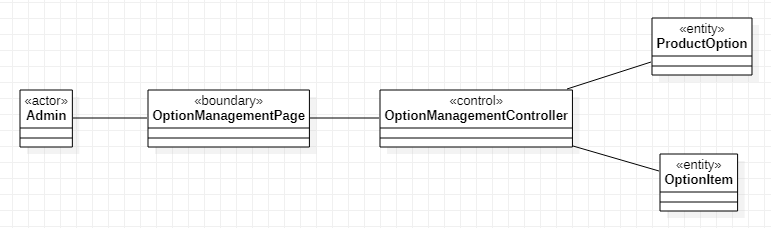 «actor»
Admin
«boundary»
OptionManagementPage
«control»
OptionManagementController
«entity»
ProductOption
«entity»
OptionItem